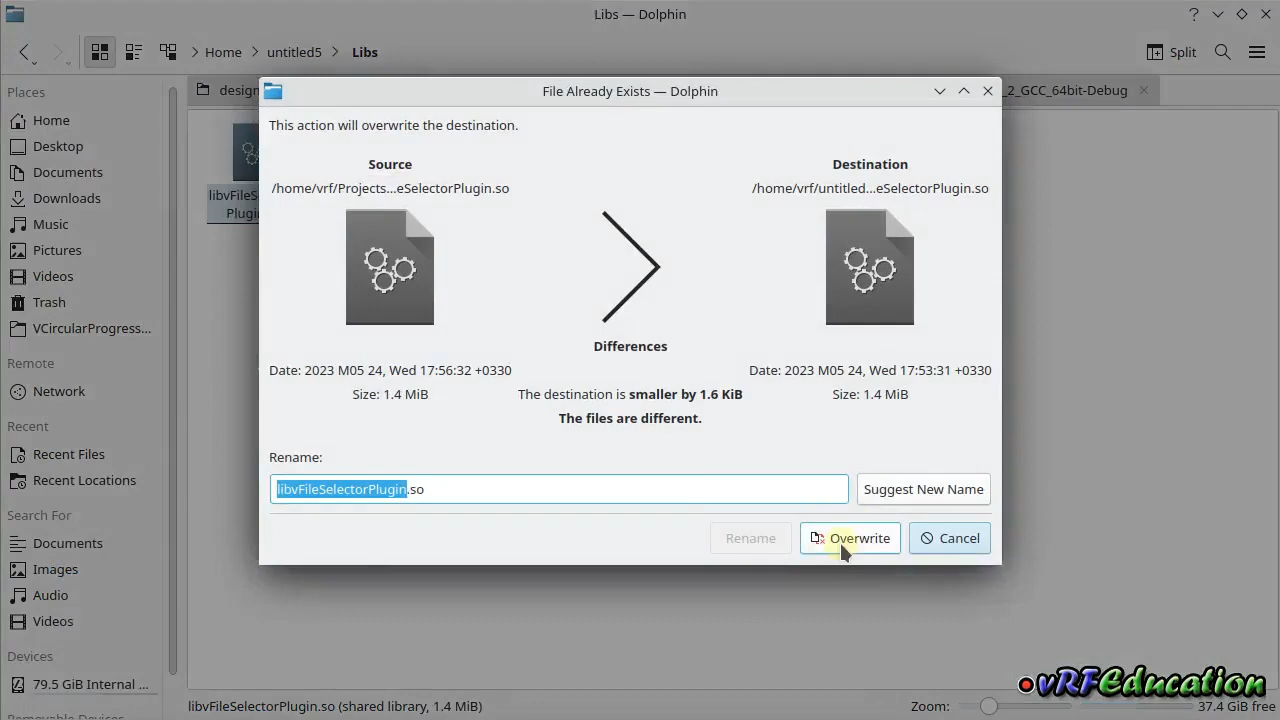 Libs — Dolphin
Home
untitled5
Libs
Split
Places
Home
Desktop
Documents
Downloads
Music
Pictures
Videos
Trash
VCircularProgress...
Remote
Network
Recent
Recent Files
Recent Locations
Search For
Documents
Images
Audio
Videos
Devices
79.5 GiB Internal ...
design
_2_GCC_64bit-Debug
libvFileS
Plugi
File Already Exists — Dolphin
This action will overwrite the destination.
Source
/home/vrf/Projects...eSelectorPlugin.so
Destination
/home/vrf/untitled...eSelectorPlugin.so
Differences
Date: 2023 M05 24, Wed 17:56:32 +0330
Date: 2023 M05 24, Wed 17:53:31 +0330
Size: 1.4 MiB
The destination is smaller by 1.6 KiB
Size: 1.4 MiB
The files are different.
Rename:
libvFileSelectorPlugin.so
Suggest New Name
Rename
Overwrite
Cancel
libvFileSelectorPlugin.so (shared library, 1.4 MiB)
Zoom:
37.4 GiB free
vRFEducation